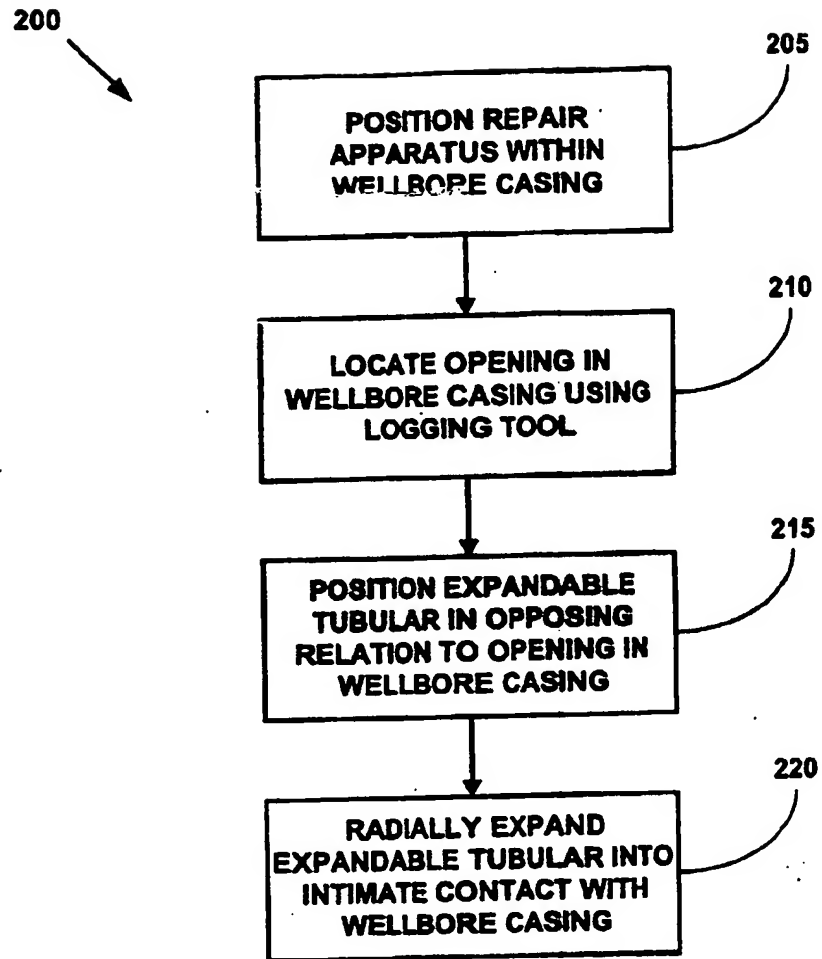 200
205
POSITION REPAIR
APPARATUS WITHIN
WELLBORE CASING
210
LOCATE OPENING IN
WELLBORE CASING USING
LOGGING TOOL
215
POSITION EXPANDABLE
TUBULAR IN OPPOSING
RELATION TO OPENING IN
WELLBORE CASING
220
RADIALLY EXPAND
EXPANDABLE TUBULAR INTO
INTIMATE CONTACT WITH
WELLBORE CASING